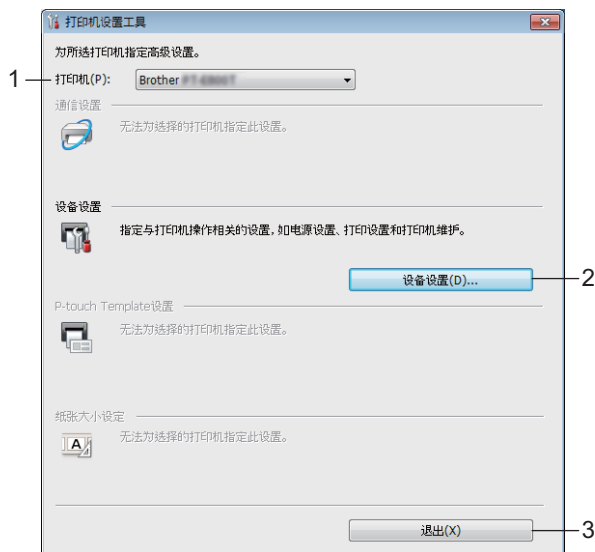 打印机设置工具
为所选打印机指定高级设置。
1
打印机(P):
Brother
通信设置
无法为选择的打印机指定此设置。
设备设置
指定与打印机操作相关的设置,如电源设置、打印设置和打印机维护。
设备设置(D)...
2
P-touch Template设置
无法为选择的打印机指定此设置。
纸张大小设定
无法为选择的打印机指定此设置。
A
退出(X)
3